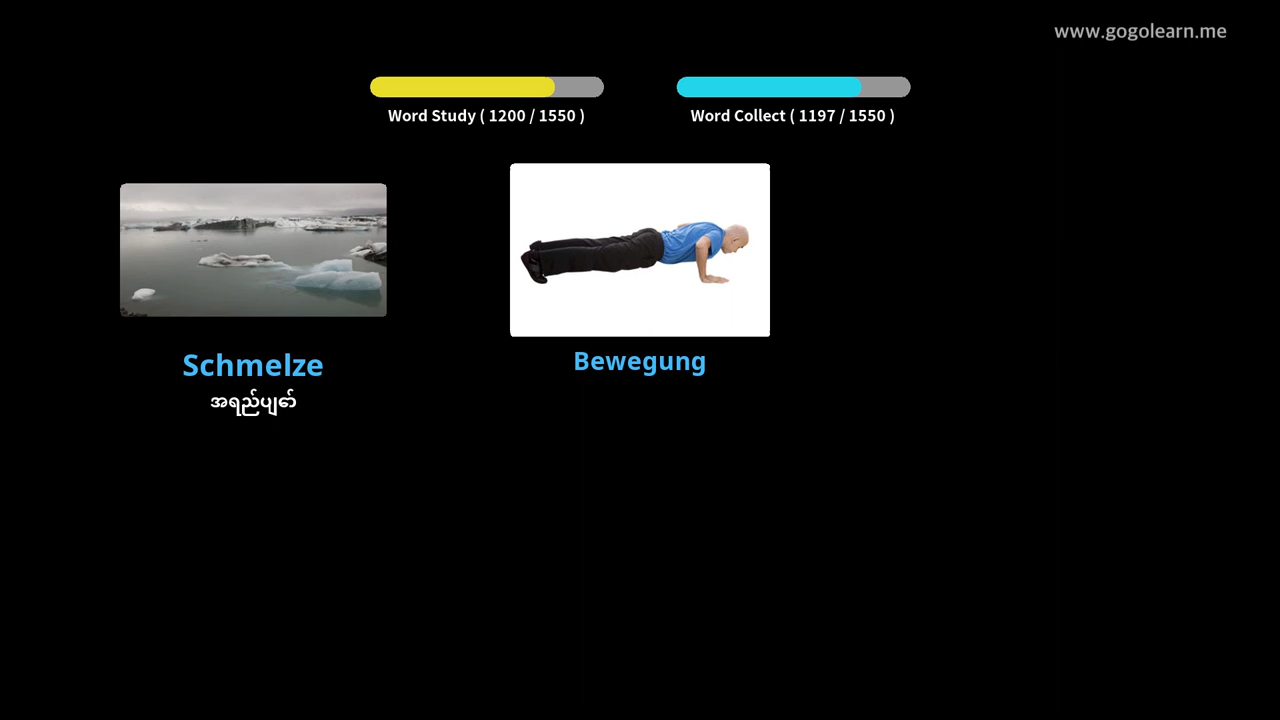 www.gogolearn.me
Word Study ( 1200 / 1550 )
Word Collect ( 1197 / 1550 )
Schmelze
အရည်ပျော်
Bewegung